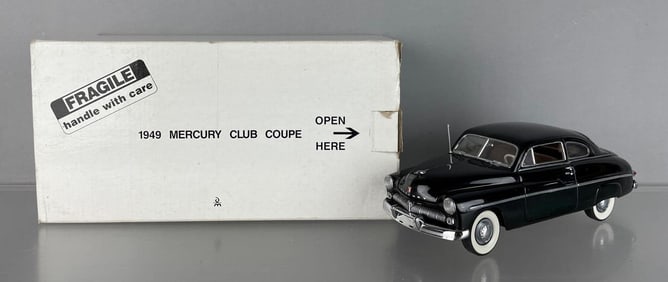 FRAGILE
handle with care
1949 MERCURY CLUB COUPE
OPEN
HERE